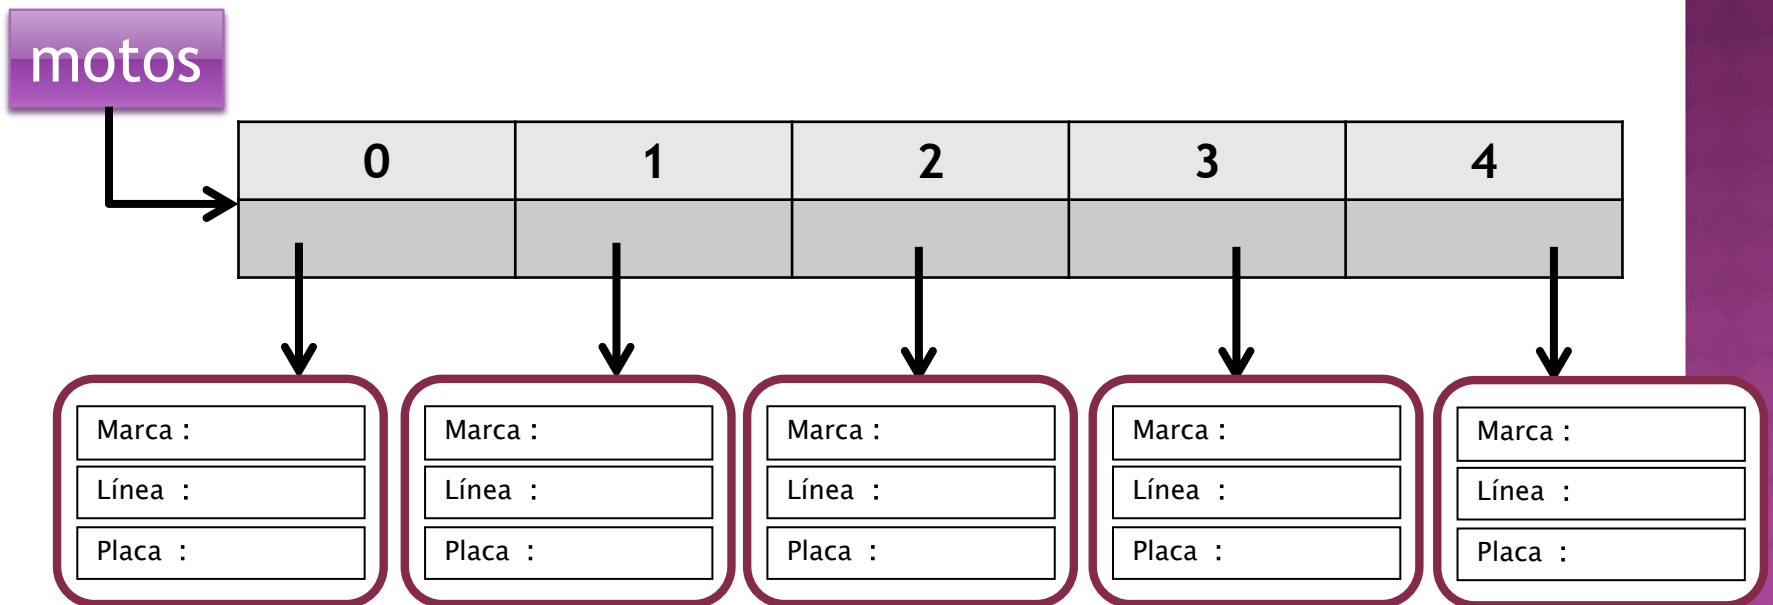 motos
0 1 2 3 4
Marca : Marca : Marca : Marca : Marca :
Línea : Línea : Línea : Línea : Línea :
Placa : Placa : Placa : Placa : Placa :